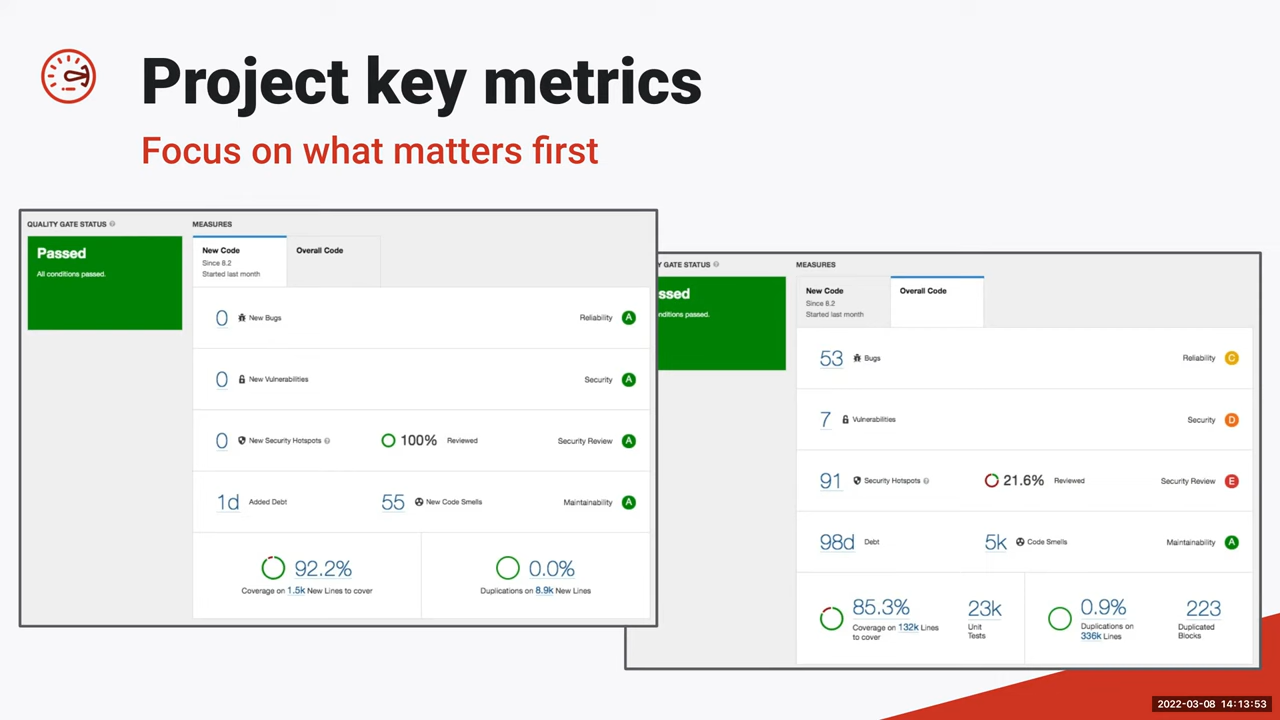 Project key metrics
Focus on what matters first
QUALITY GATE STATUS
Passed
All conditions passed.
MEASURES
New Code
Since 8.2
Started last month
Overall Code
0 New Bugs
Reliability A
0 New Vulnerabilities
Security A
0 New Security Hotspots ?
100% Reviewed
Security Review A
1d Added Debt
55 New Code Smells
Maintainability A
92.2%
Coverage on 1.5k New Lines to cover
0.0%
Duplications on 8.9k New Lines
Y GATE STATUS
ssed
nditions passed.
MEASURES
New Code
Since 8.2
Started last month
Overall Code
53 Bugs
Reliability C
7 Vulnerabilities
Security D
91 Security Hotspots ?
21.6% Reviewed
Security Review E
98d Debt
5k Code Smells
Maintainability A
85.3%
Coverage on 132k Lines
to cover
23k
Unit
Tests
0.9%
Duplications on
336k Lines
223
Duplicated
Blocks
2022-03-08 14:13:53